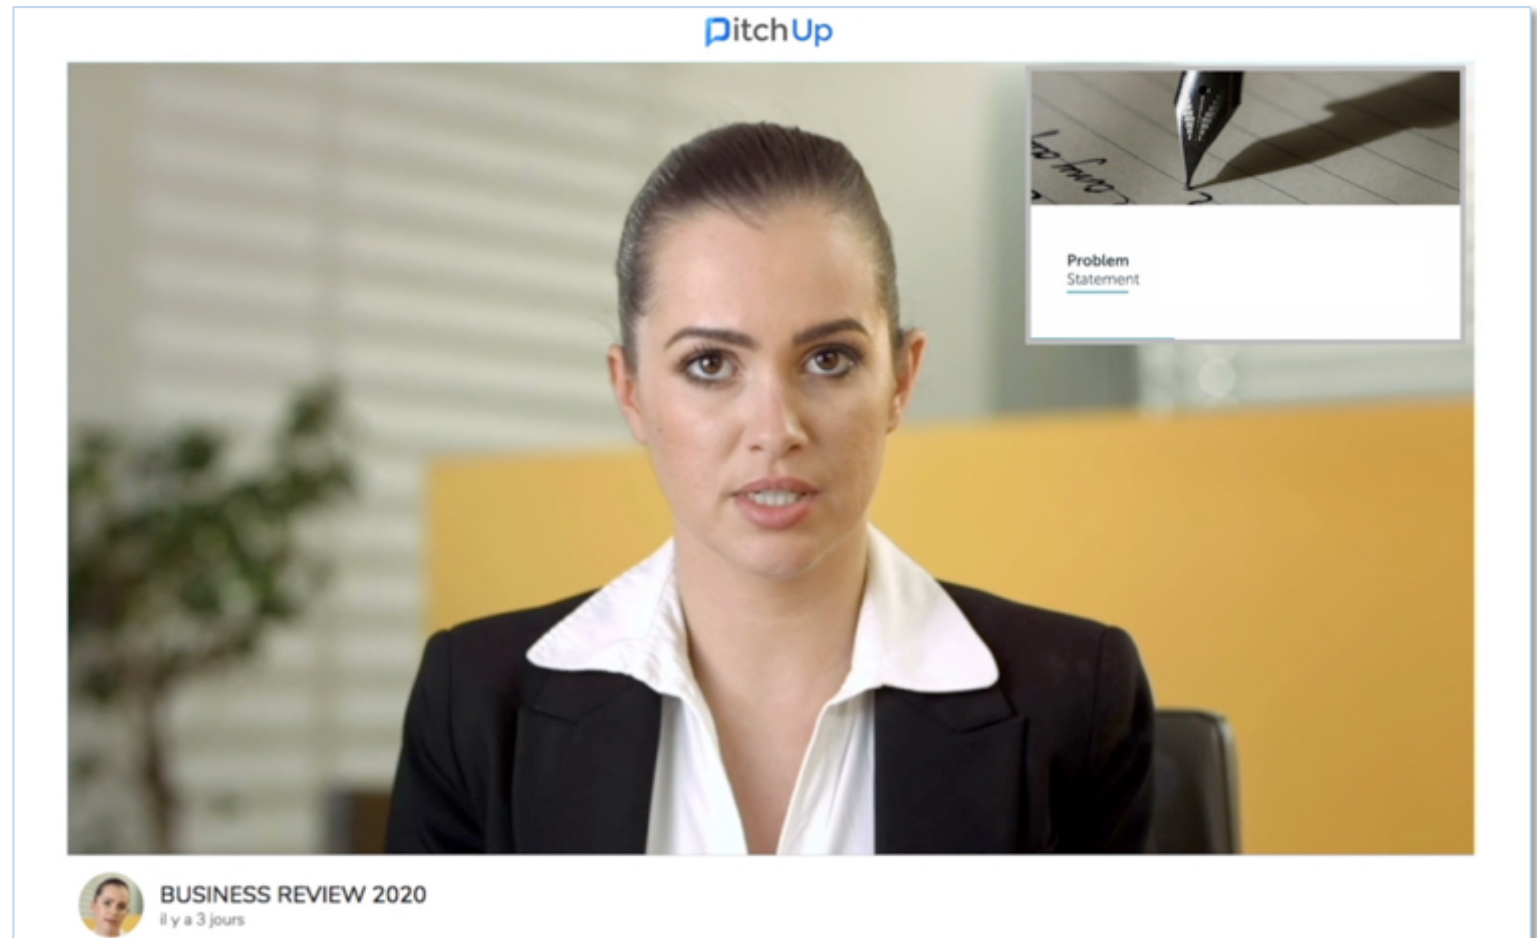 PitchUp
Problem
Statement
BUSINESS REVIEW 2020
il y a 3 jours